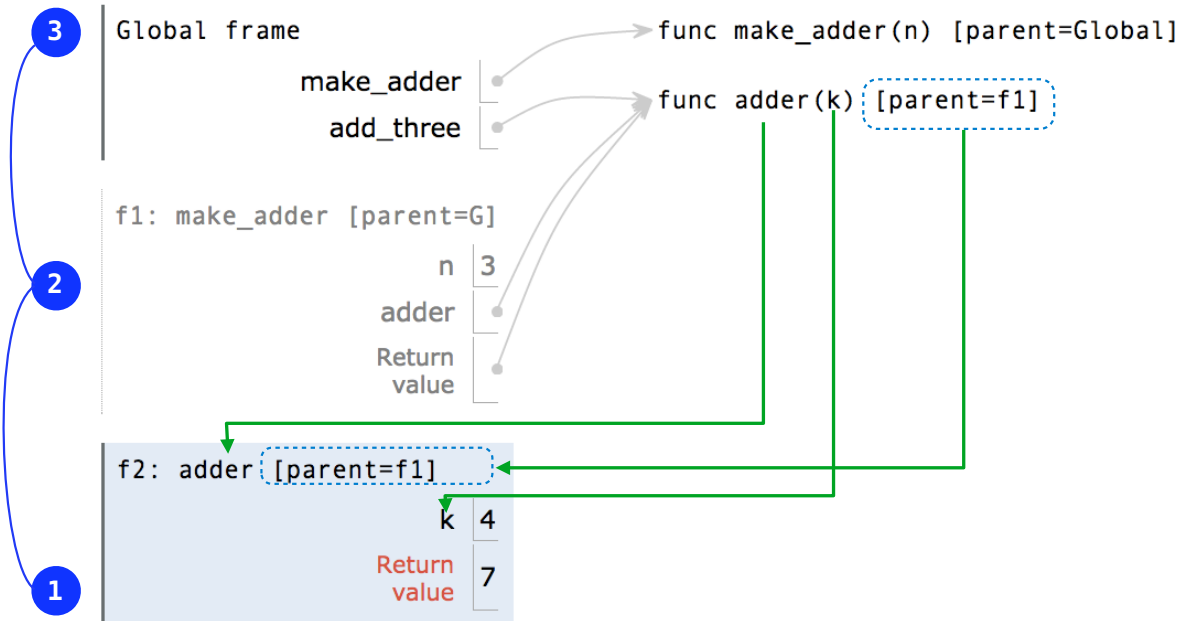 3
Global frame
func make_adder(n) [parent=Global]
make_adder
func adder(k) [parent=f1]
add_three
f1: make_adder [parent=G]
n 3
2
adder
Return
value
f2: adder [parent=f1]
k 4
Return
value 7
1